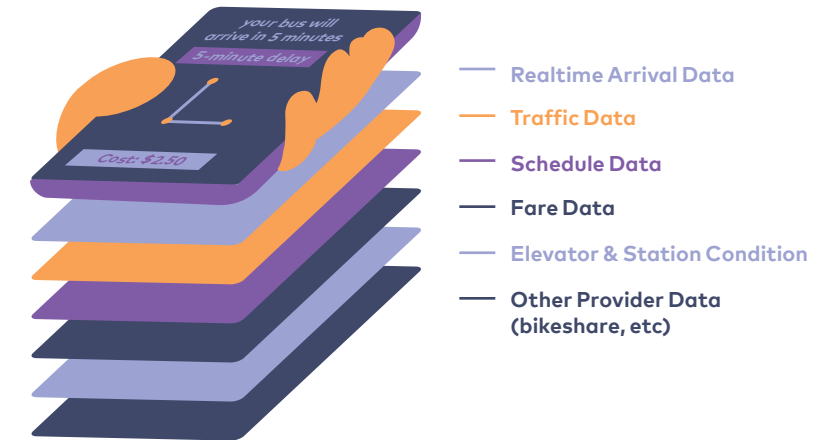 your bus will
arrive in 5 minutes
5-minute delay
Cost: $2.50
Realtime Arrival Data
Traffic Data
Schedule Data
Fare Data
Elevator & Station Condition
Other Provider Data
(bikeshare, etc)